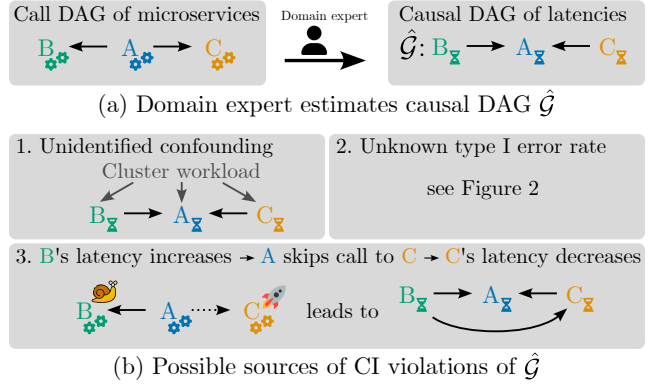 Call DAG of microservices
B A C
Domain expert
Causal DAG of latencies
Ĝ: B A C
(a) Domain expert estimates causal DAG Ĝ
1. Unidentified confounding
Cluster workload
B A C
2. Unknown type I error rate
see Figure 2
3. B's latency increases → A skips call to C → C's latency decreases
B A C leads to B A C
(b) Possible sources of CI violations of Ĝ